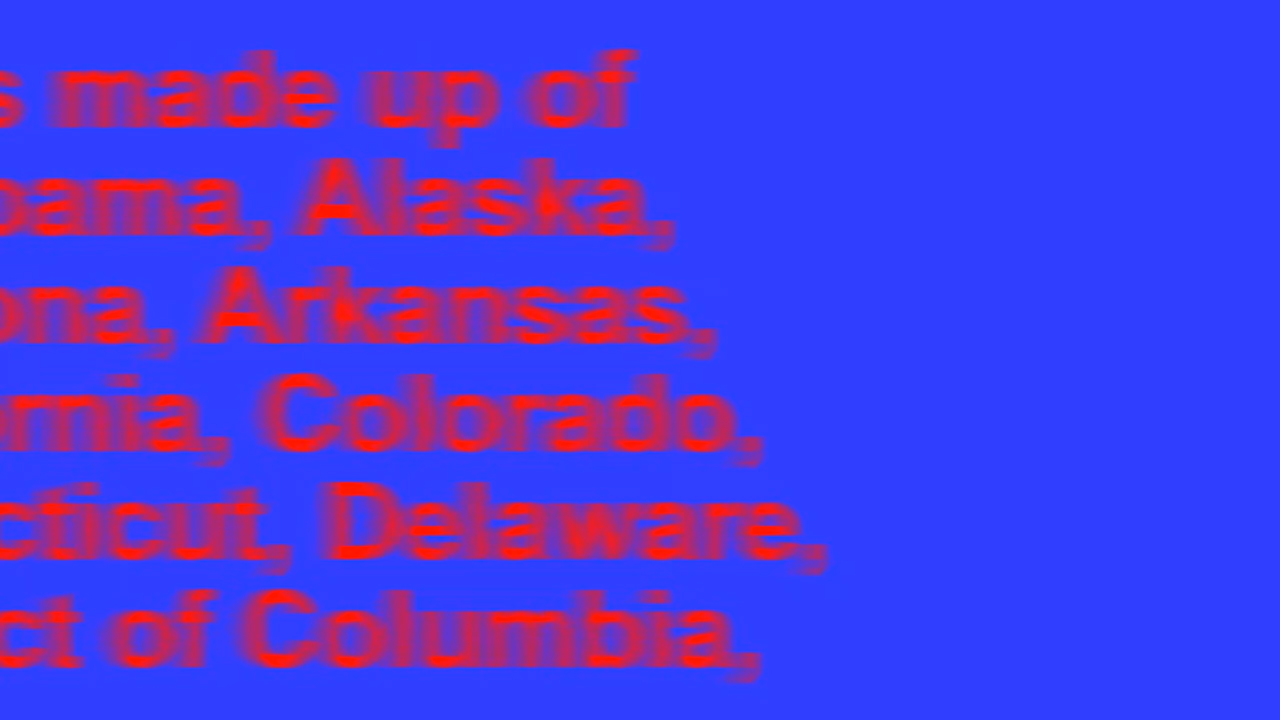 s made up of
bama, Alaska,
ona, Arkansas,
ornia, Colorado,
cticut, Delaware,
ct of Columbia,